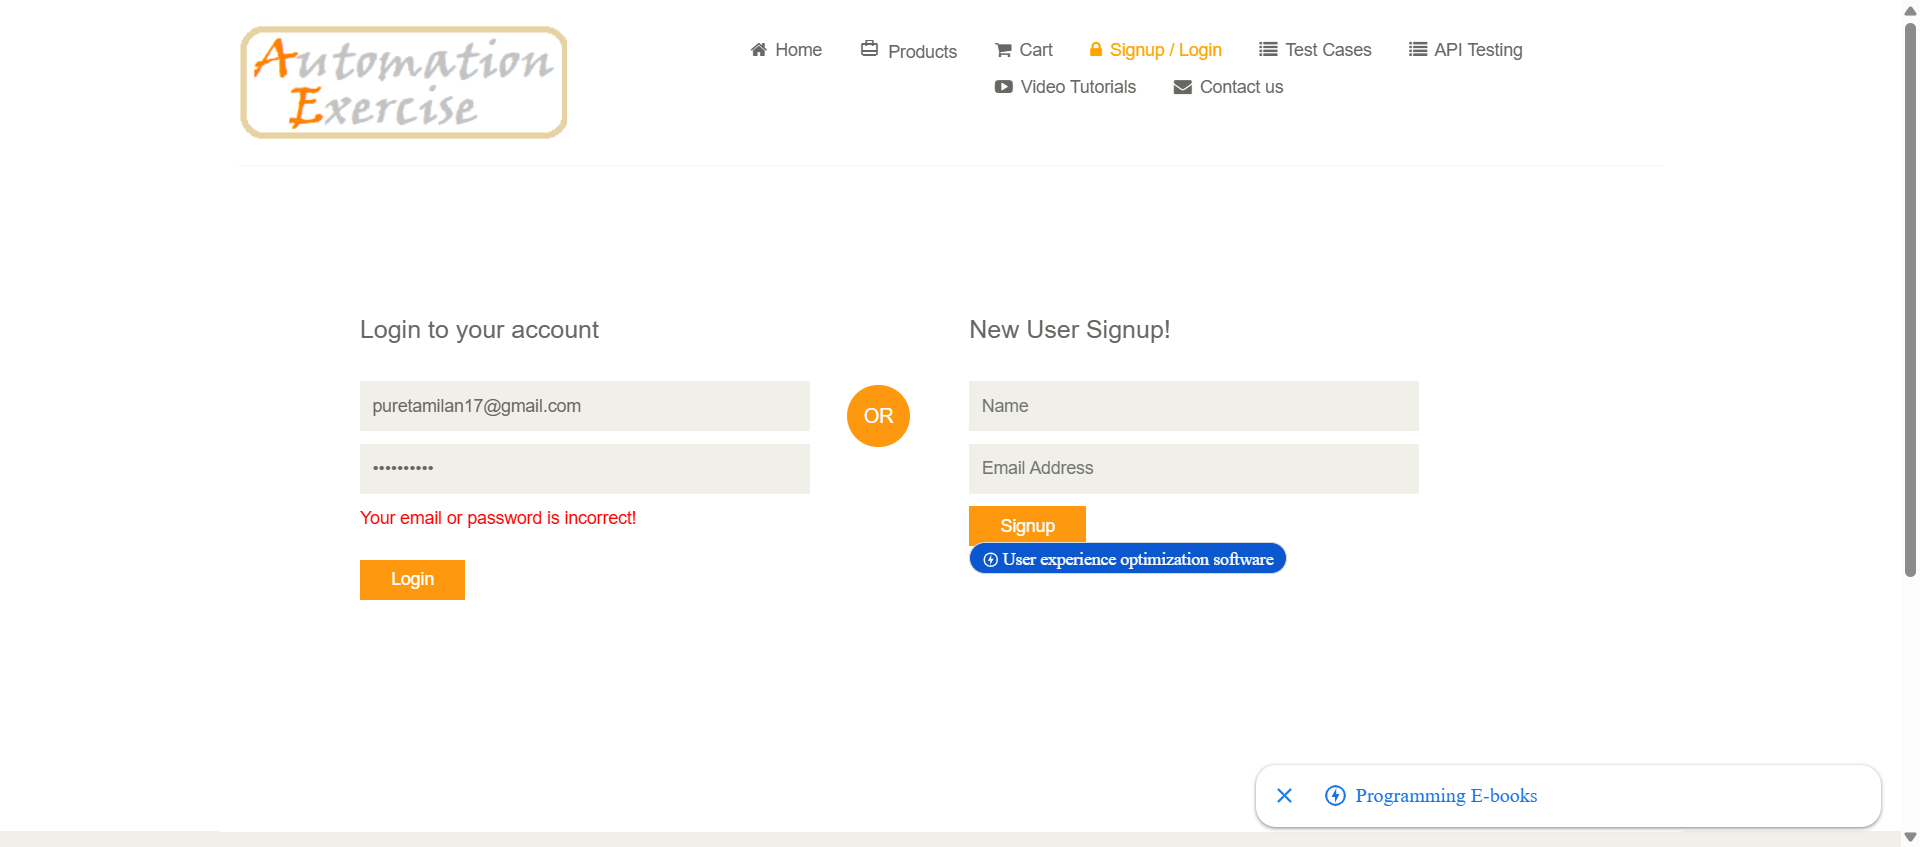 Automation
Exercise
Home
Products
Cart
Signup / Login
Test Cases
API Testing
Video Tutorials
Contact us
Login to your account
puretamilan17@gmail.com
••••••••••
Your email or password is incorrect!
Login
OR
New User Signup!
Name
Email Address
Signup
User experience optimization software
Programming E-books